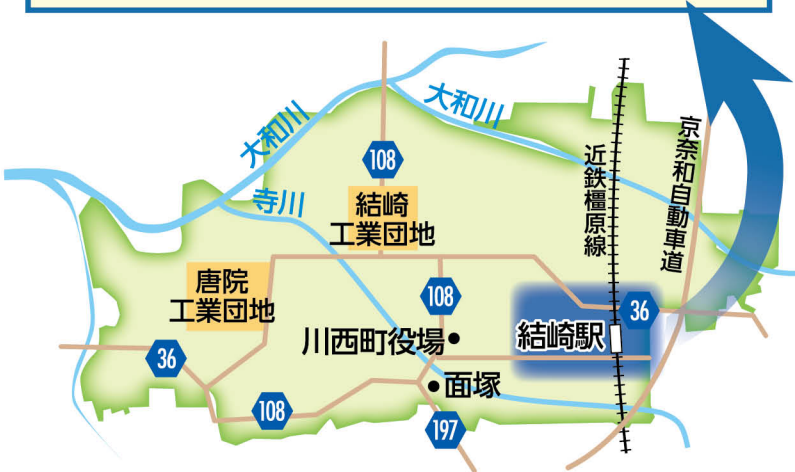 大和川
大和川
108
近鉄橿原線
京奈和自動車道
寺川
結崎
工業団地
唐院
工業団地
108
36
結崎駅
川西町役場
36
面塚
108
197